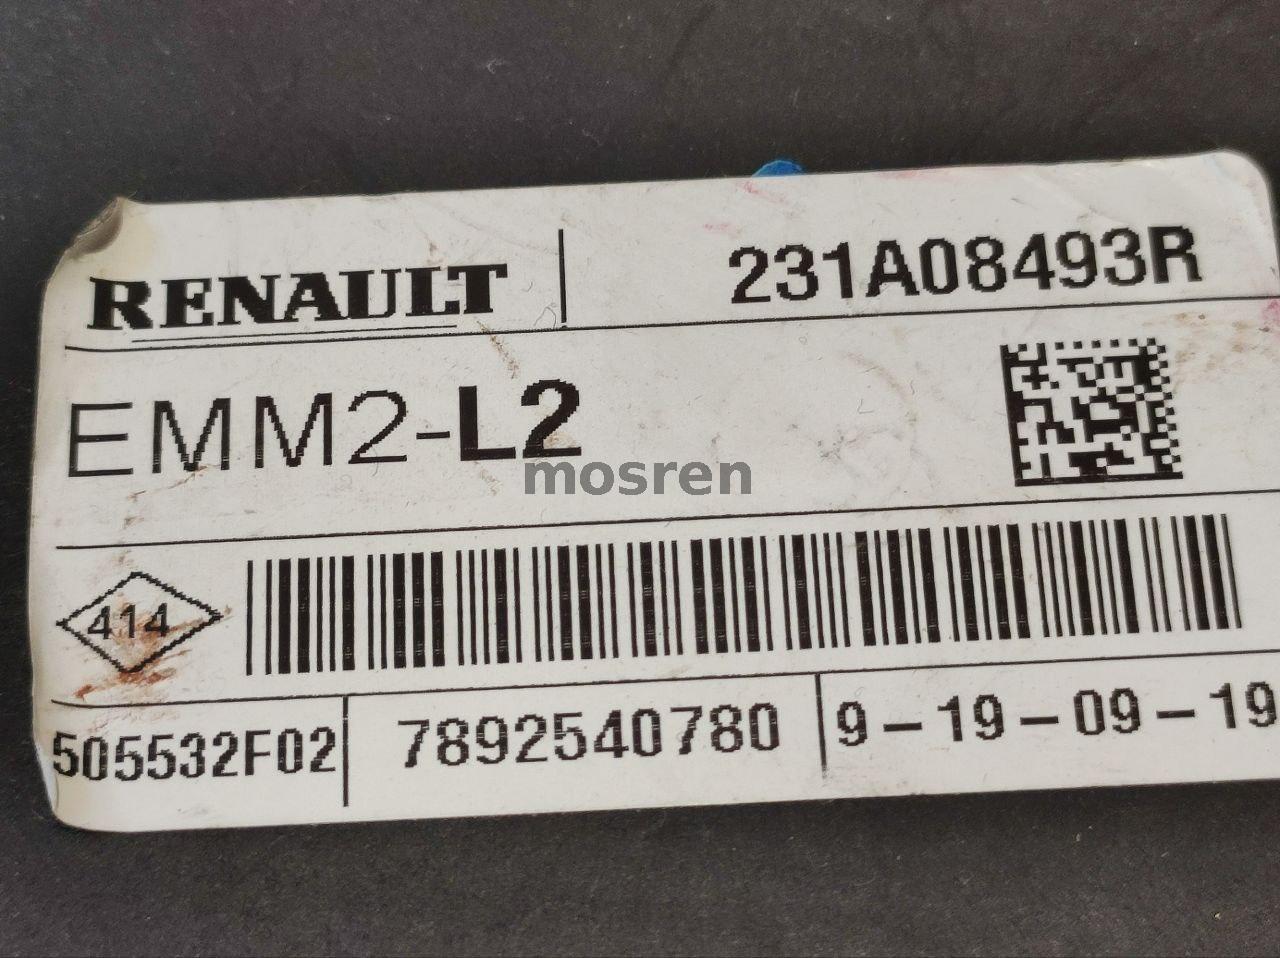 RENAULT 231A08493R
EMM2-L2
mosren
414
505532F02 7892540780 9-19-09-19